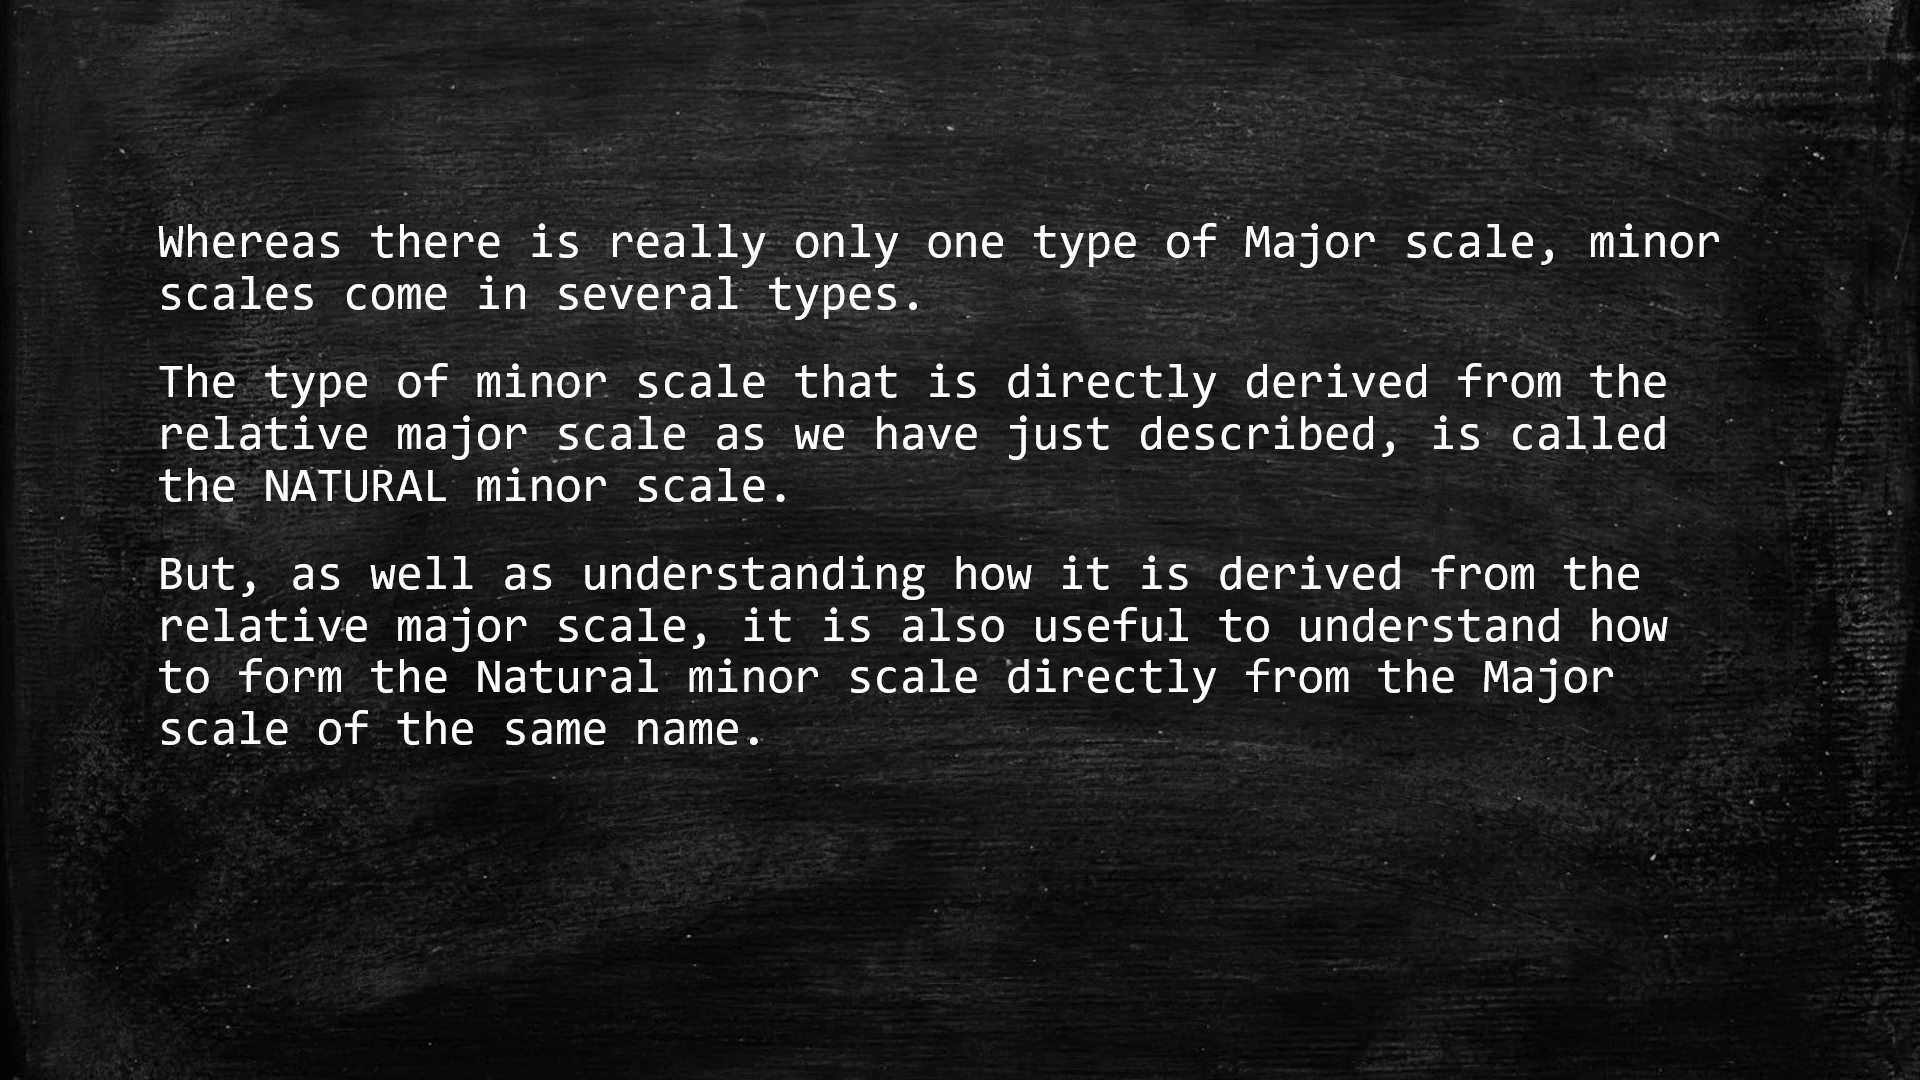 Whereas there is really only one type of Major scale, minor
scales come in several types.
The type of minor scale that is directly derived from the
relative major scale as we have just described, is called
the NATURAL minor scale.
But, as well as understanding how it is derived from the
relative major scale, it is also useful to understand how
to form the Natural minor scale directly from the Major
scale of the same name.